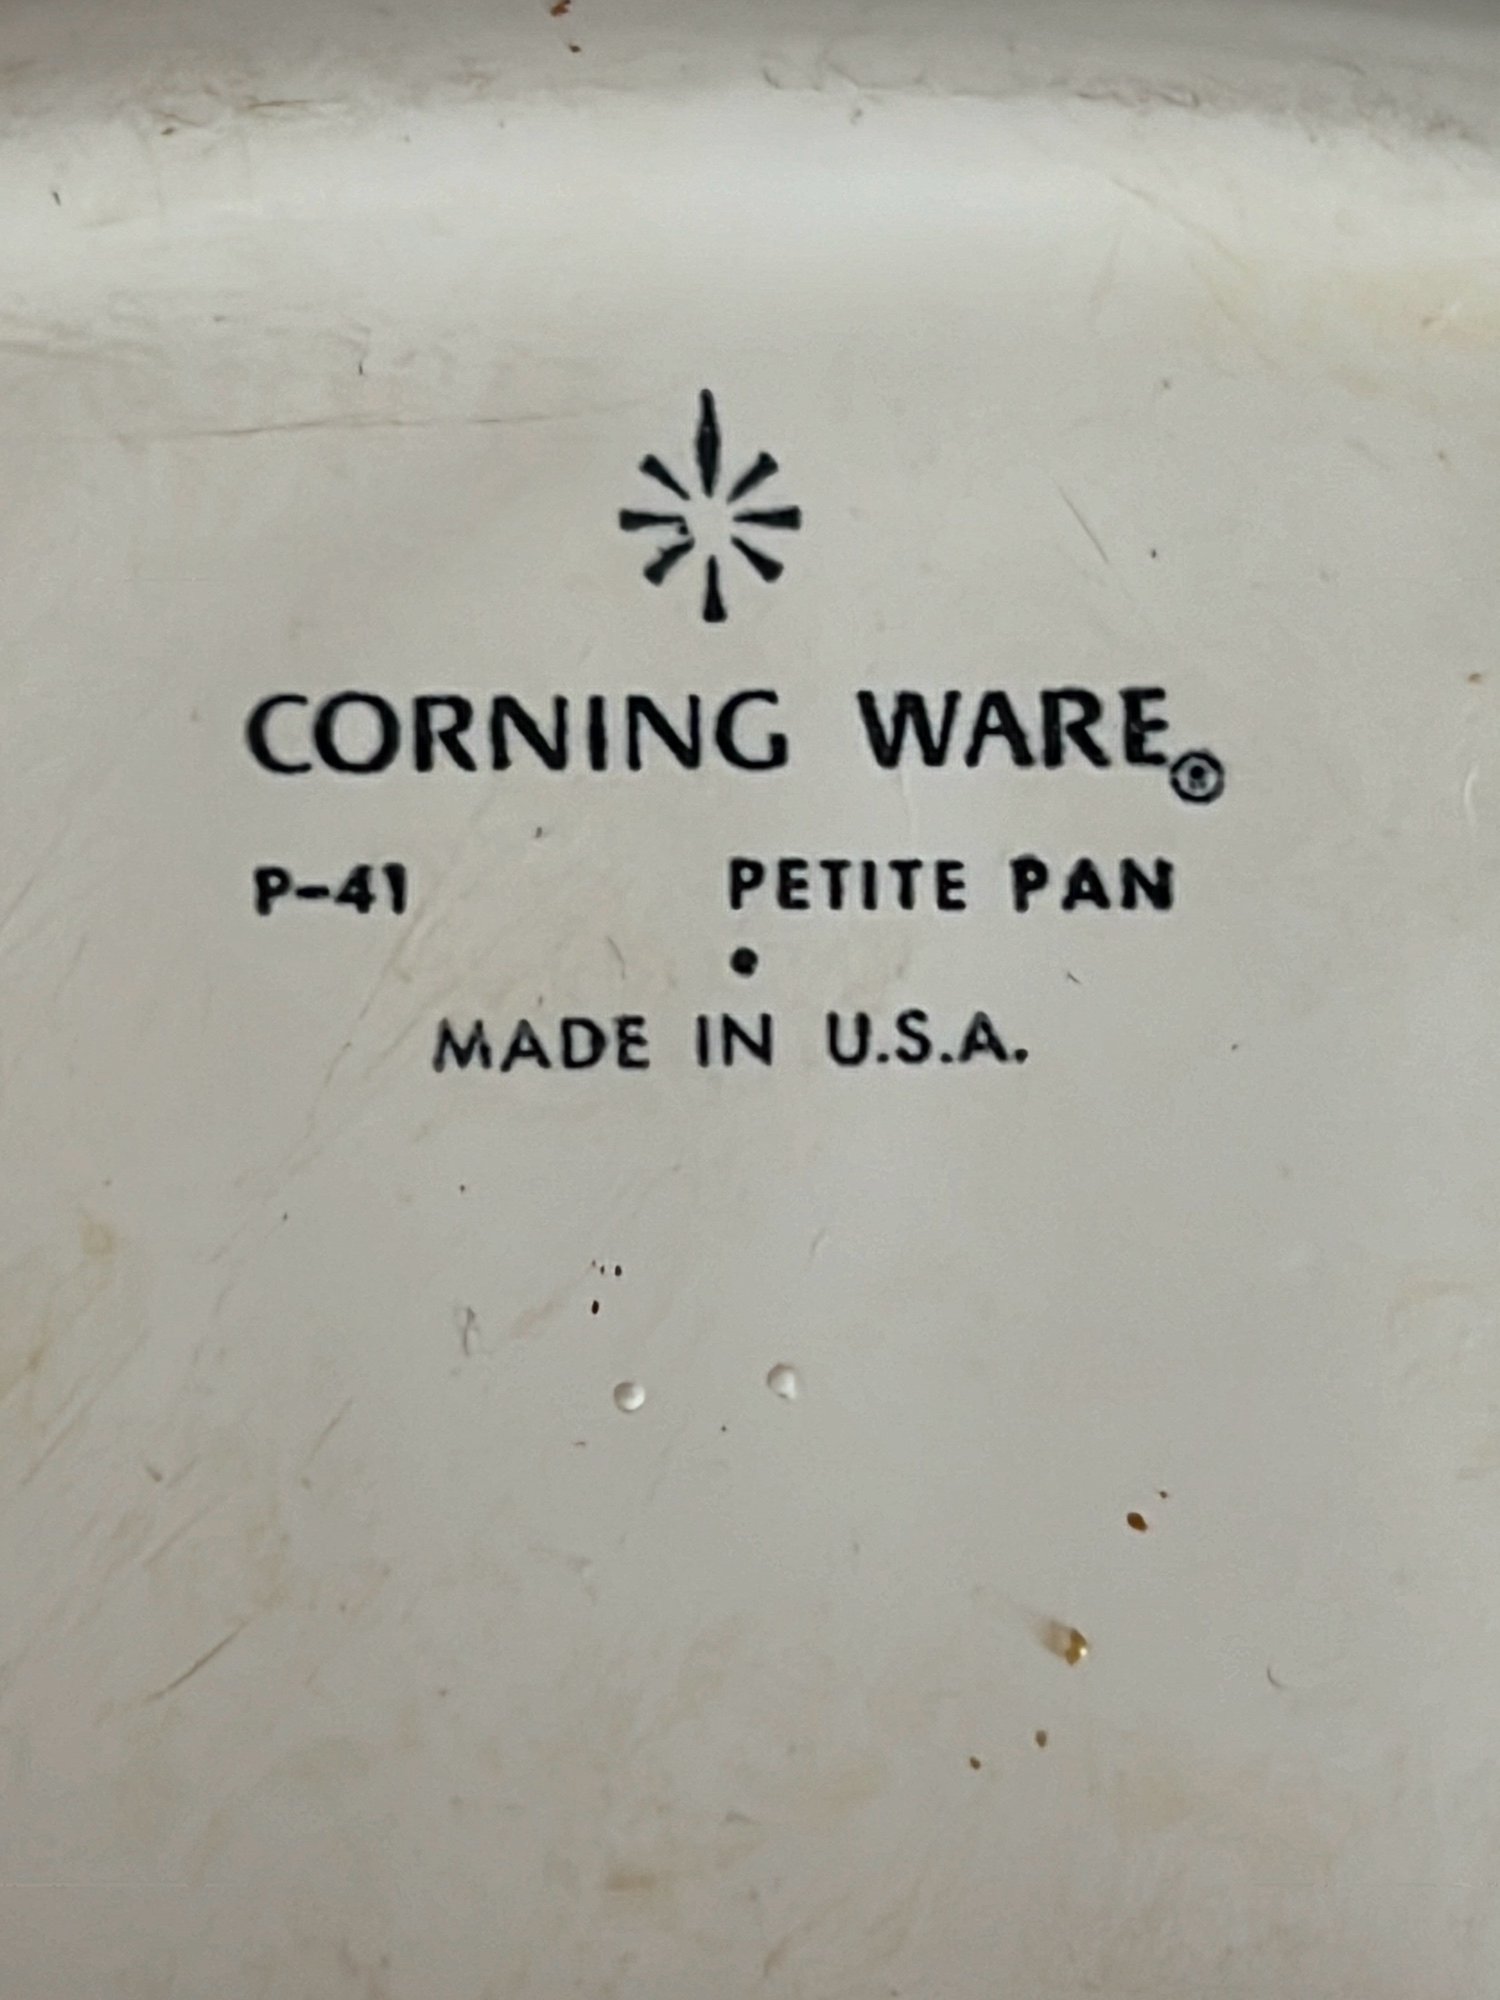 CORNING WARE®
P-41 PETITE PAN
•
MADE IN U.S.A.